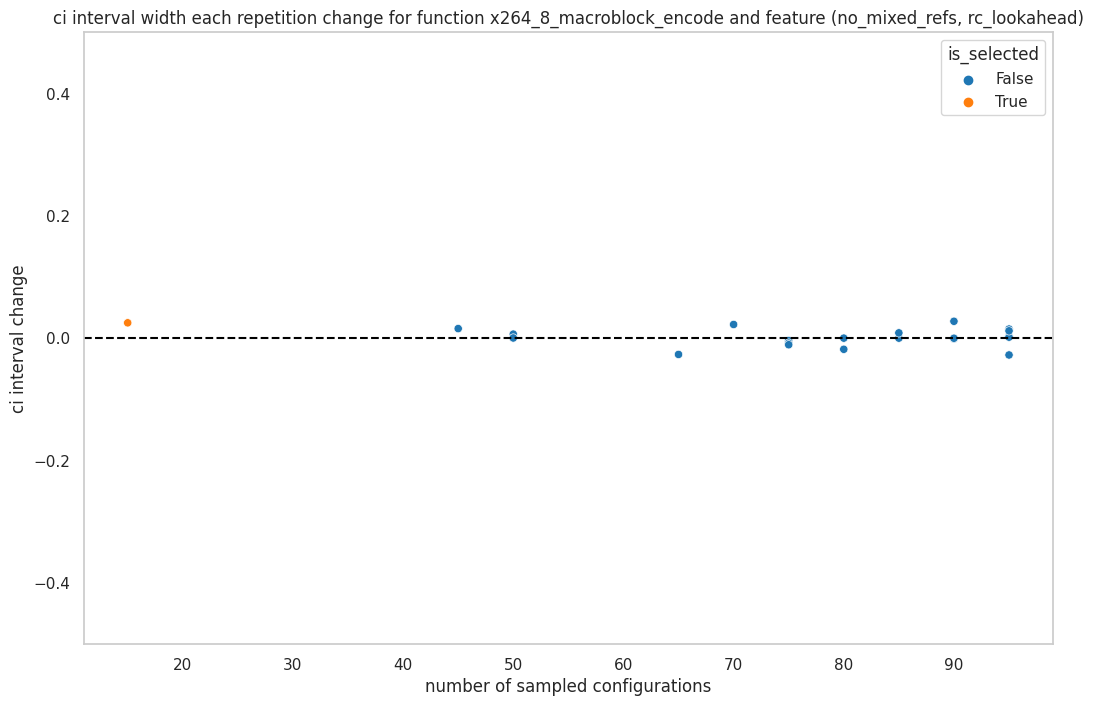 ci interval width each repetition change for function x264_8_macroblock_encode and feature (no_mixed_refs, rc_lookahead)
is_selected
False
True
ci interval change
0.4
0.2
0.0
−0.2
−0.4
20 30 40 50 60 70 80 90
number of sampled configurations